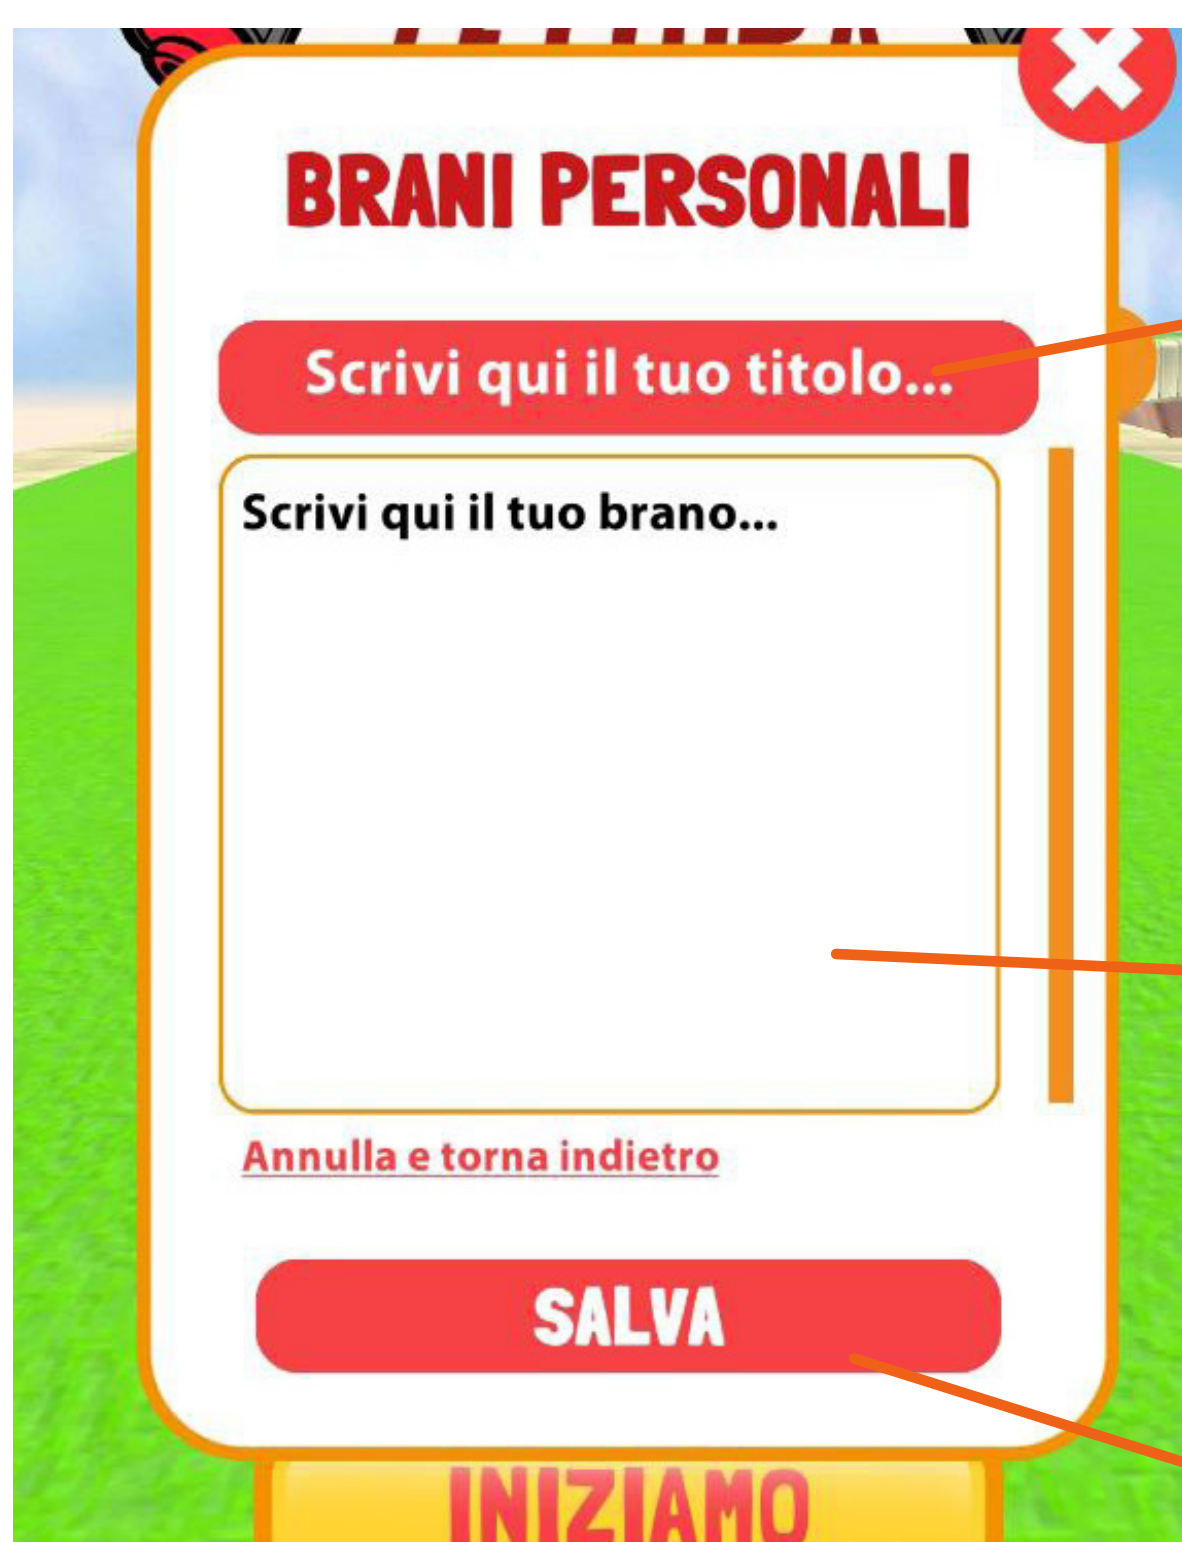 BRANI PERSONALI
Scrivi qui il tuo titolo...
Scrivi qui il tuo brano...
Annulla e torna indietro
SALVA
INIZIAMO